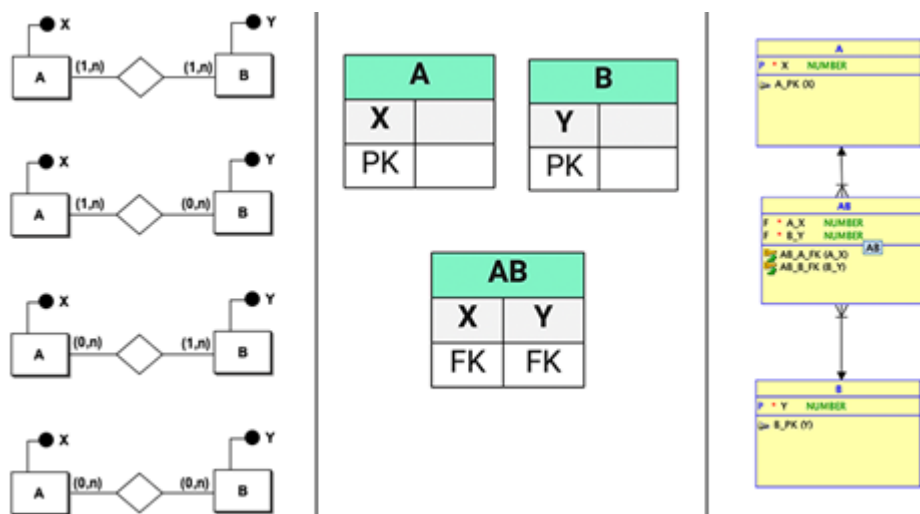 X Y
A (1,n) (1,n) B
X Y
A (1,n) (0,n) B
X Y
A (0,n) (1,n) B
X Y
A (0,n) (0,n) B
A
X
PK
B
Y
PK
AB
X Y
FK FK
A
P * X NUMBER
A_PK (X)
AB
F * A_X NUMBER
F * B_Y NUMBER
AB
AB_A_FK (A_X)
AB_B_FK (B_Y)
B
P * Y NUMBER
B_PK (Y)